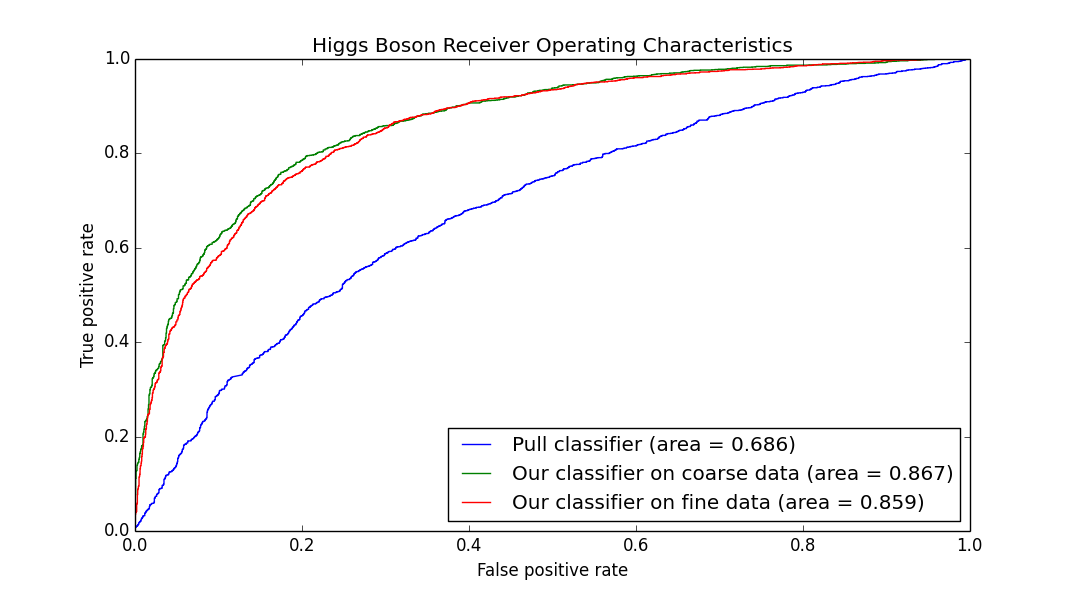 Higgs Boson Receiver Operating Characteristics
1.0
0.8
0.6
0.4
0.2
0.0
True positive rate
Pull classifier (area = 0.686)
Our classifier on coarse data (area = 0.867)
Our classifier on fine data (area = 0.859)
0.0 0.2 0.4 0.6 0.8 1.0
False positive rate